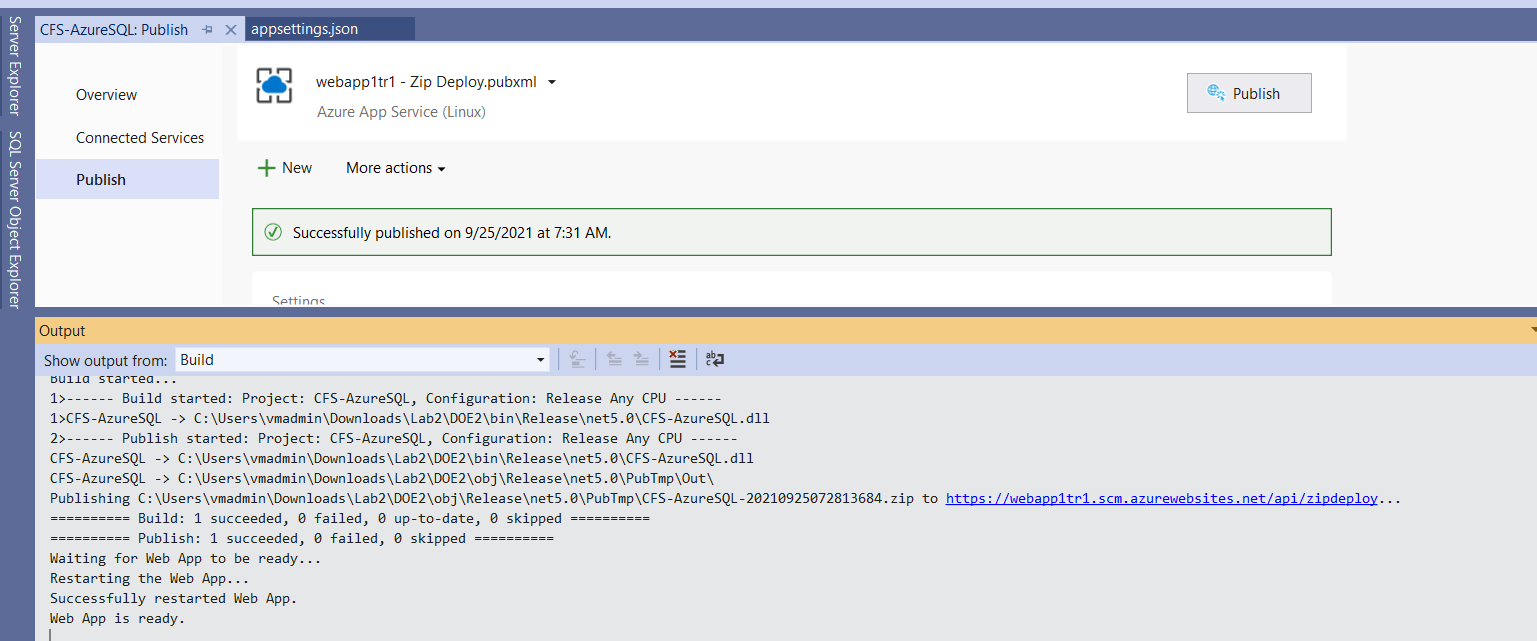 Server Explorer
SQL Server Object Explorer
CFS-AzureSQL: Publish
appsettings.json
Overview
Connected Services
Publish
webapp1tr1 - Zip Deploy.pubxml
Azure App Service (Linux)
Publish
New
More actions
Successfully published on 9/25/2021 at 7:31 AM.
Settings
Output
Show output from: Build
Build started...
1>------ Build started: Project: CFS-AzureSQL, Configuration: Release Any CPU ------
1>CFS-AzureSQL -> C:\Users\vmadmin\Downloads\Lab2\DOE2\bin\Release\net5.0\CFS-AzureSQL.dll
2>------ Publish started: Project: CFS-AzureSQL, Configuration: Release Any CPU ------
CFS-AzureSQL -> C:\Users\vmadmin\Downloads\Lab2\DOE2\bin\Release\net5.0\CFS-AzureSQL.dll
CFS-AzureSQL -> C:\Users\vmadmin\Downloads\Lab2\DOE2\obj\Release\net5.0\PubTmp\Out\
Publishing C:\Users\vmadmin\Downloads\Lab2\DOE2\obj\Release\net5.0\PubTmp\CFS-AzureSQL-20210925072813684.zip to https://webapp1tr1.scm.azurewebsites.net/api/zipdeploy...
========== Build: 1 succeeded, 0 failed, 0 up-to-date, 0 skipped ==========
========== Publish: 1 succeeded, 0 failed, 0 skipped ==========
Waiting for Web App to be ready...
Restarting the Web App...
Successfully restarted Web App.
Web App is ready.